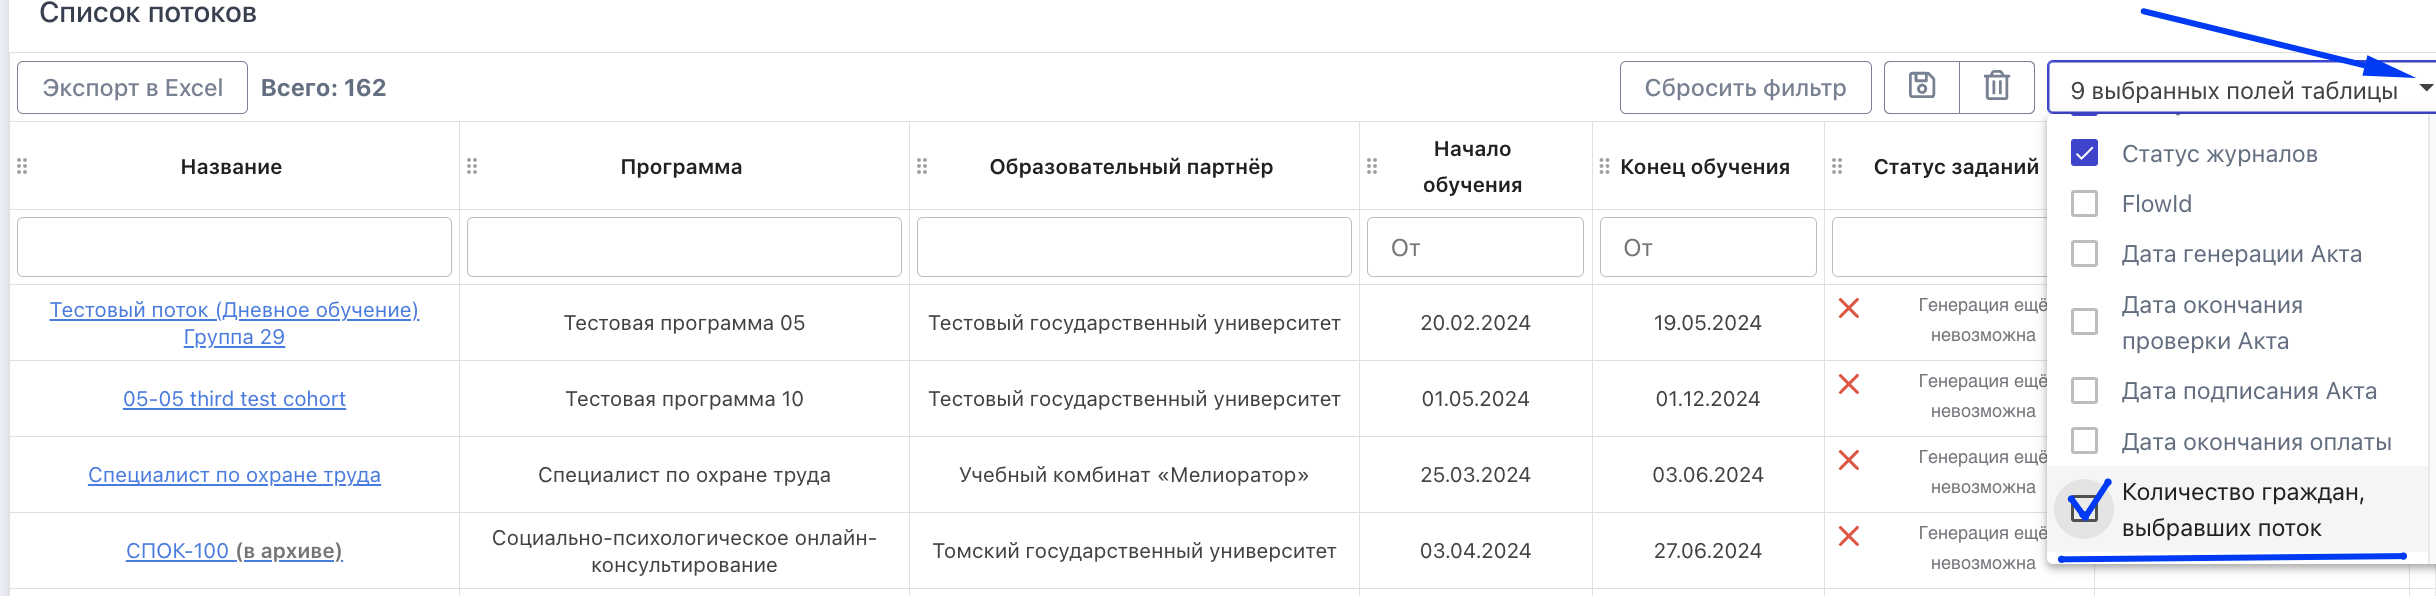 Список потоков
Экспорт в Excel
Всего: 162
Сбросить фильтр
9 выбранных полей таблицы
Название
Программа
Образовательный партнёр
Начало
обучения
Конец обучения
Статус заданий
От
От
Тестовый поток (Дневное обучение)
Группа 29
Тестовая программа 05
Тестовый государственный университет
20.02.2024
19.05.2024
Генерация ещё
невозможна
05-05 third test cohort
Тестовая программа 10
Тестовый государственный университет
01.05.2024
01.12.2024
Генерация ещё
невозможна
Специалист по охране труда
Специалист по охране труда
Учебный комбинат «Мелиоратор»
25.03.2024
03.06.2024
Генерация ещё
невозможна
СПОК-100 (в архиве)
Социально-психологическое онлайн-
консультирование
Томский государственный университет
03.04.2024
27.06.2024
Генерация ещё
невозможна
Статус журналов
FlowId
Дата генерации Акта
Дата окончания
проверки Акта
Дата подписания Акта
Дата окончания оплаты
Количество граждан,
выбравших поток